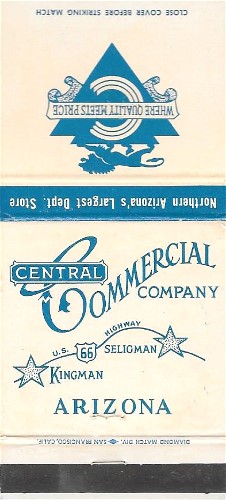 CLOSE COVER BEFORE STRIKING MATCH
WHERE QUALITY MEETS PRICE
Northern Arizona's Largest Dept. Store
CENTRAL
COMMERCIAL
COMPANY
HIGHWAY
U.S. 66 SELIGMAN
KINGMAN
ARIZONA
DIAMOND MATCH DIV. SAN FRANCISCO, CALIF.